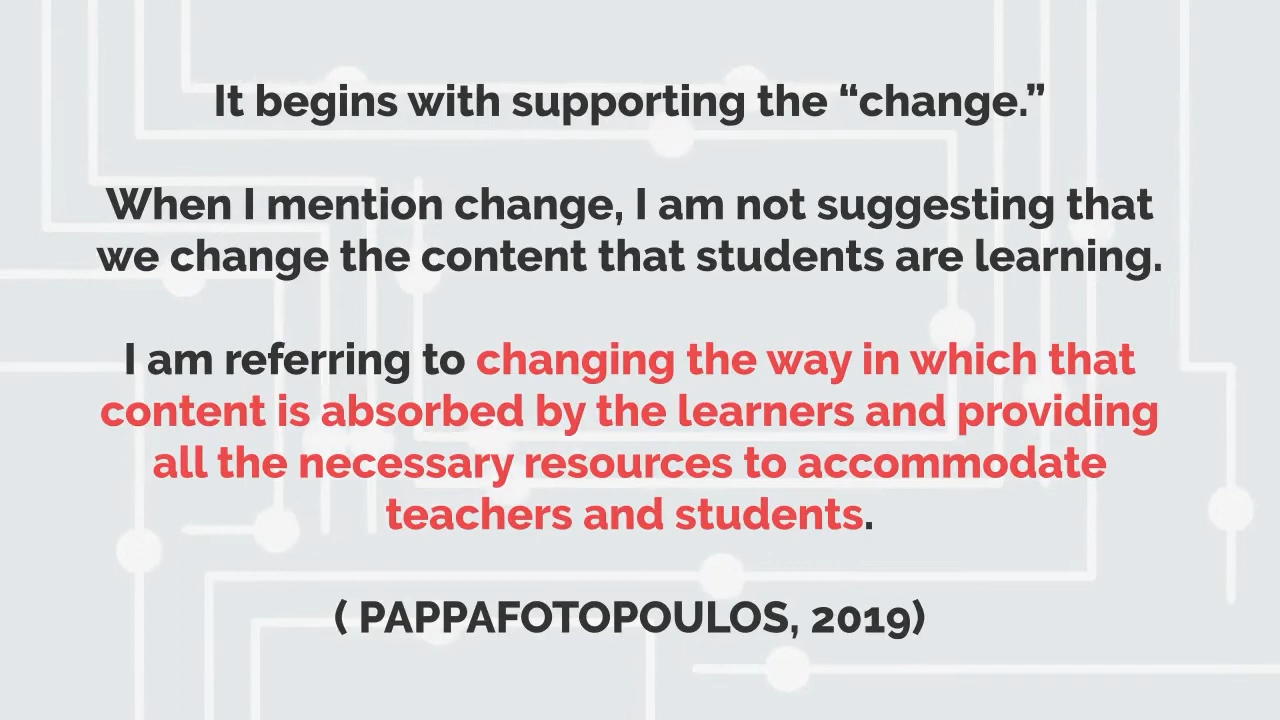 It begins with supporting the “change.”
When I mention change, I am not suggesting that
we change the content that students are learning.
I am referring to changing the way in which that
content is absorbed by the learners and providing
all the necessary resources to accommodate
teachers and students.
( PAPPAFOTOPOULOS, 2019)